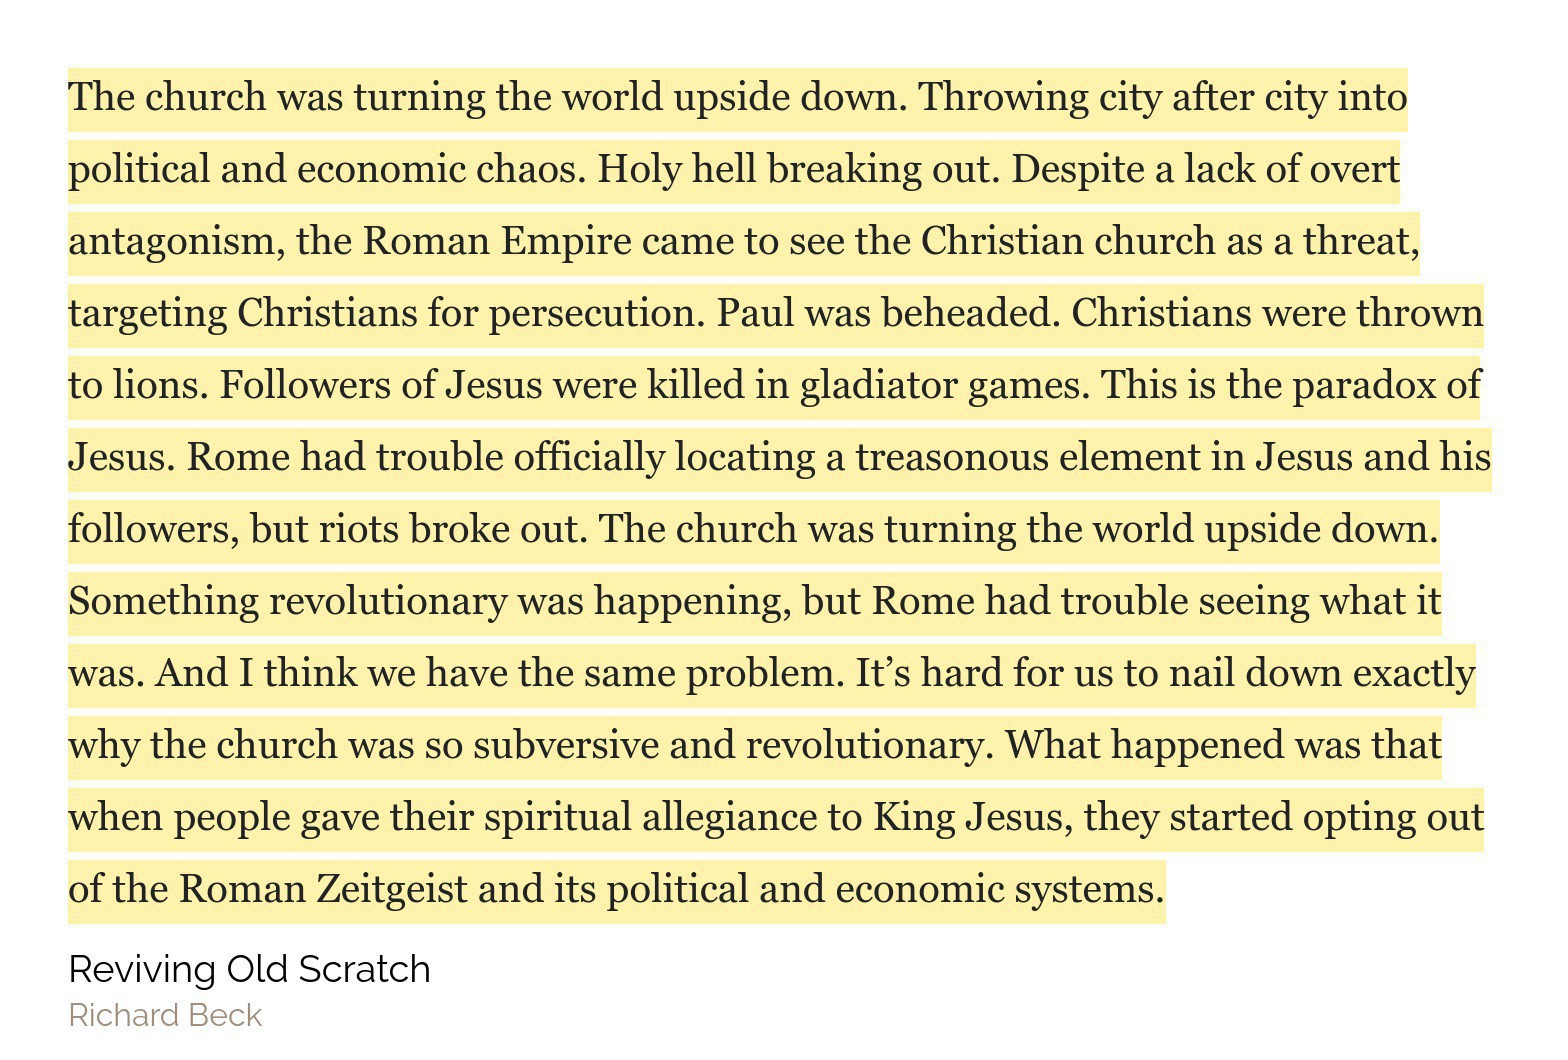 The church was turning the world upside down. Throwing city after city into
political and economic chaos. Holy hell breaking out. Despite a lack of overt
antagonism, the Roman Empire came to see the Christian church as a threat,
targeting Christians for persecution. Paul was beheaded. Christians were thrown
to lions. Followers of Jesus were killed in gladiator games. This is the paradox of
Jesus. Rome had trouble officially locating a treasonous element in Jesus and his
followers, but riots broke out. The church was turning the world upside down.
Something revolutionary was happening, but Rome had trouble seeing what it
was. And I think we have the same problem. It’s hard for us to nail down exactly
why the church was so subversive and revolutionary. What happened was that
when people gave their spiritual allegiance to King Jesus, they started opting out
of the Roman Zeitgeist and its political and economic systems.
Reviving Old Scratch
Richard Beck